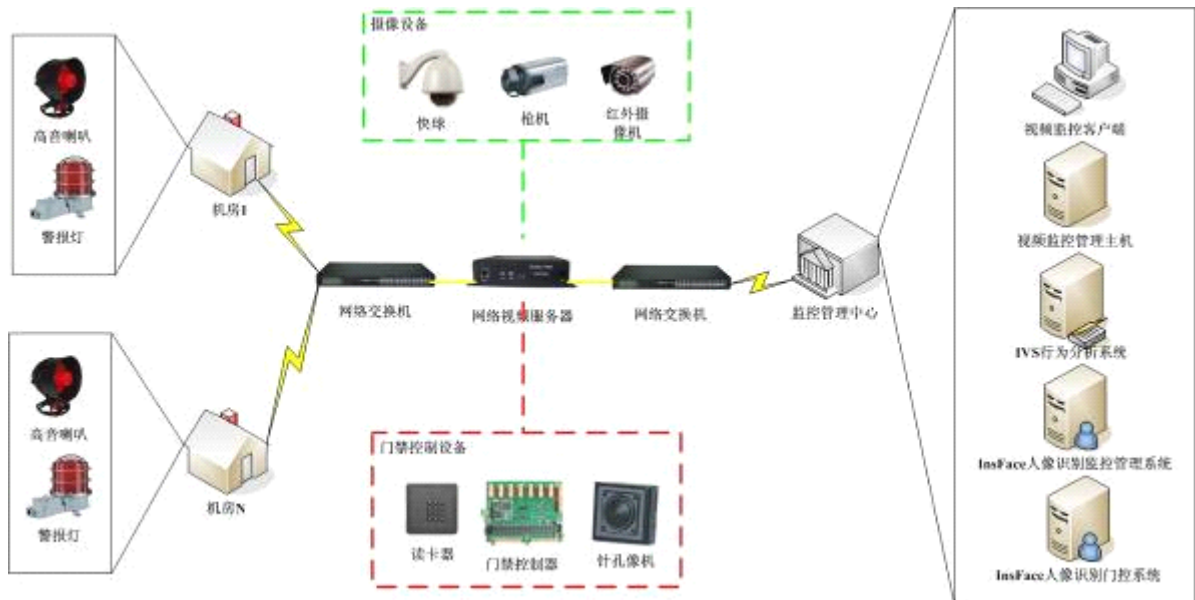 摄像设备
快球
枪机
红外摄
像机
高音喇叭
警报灯
机房1
网络交换机
网络视频服务器
网络交换机
监控管理中心
高音喇叭
警报灯
机房N
门禁控制设备
读卡器
门禁控制器
针孔像机
视频监控客户端
视频监控管理主机
IVS行为分析系统
InsFace人像识别监控管理系统
InsFace人像识别门控系统